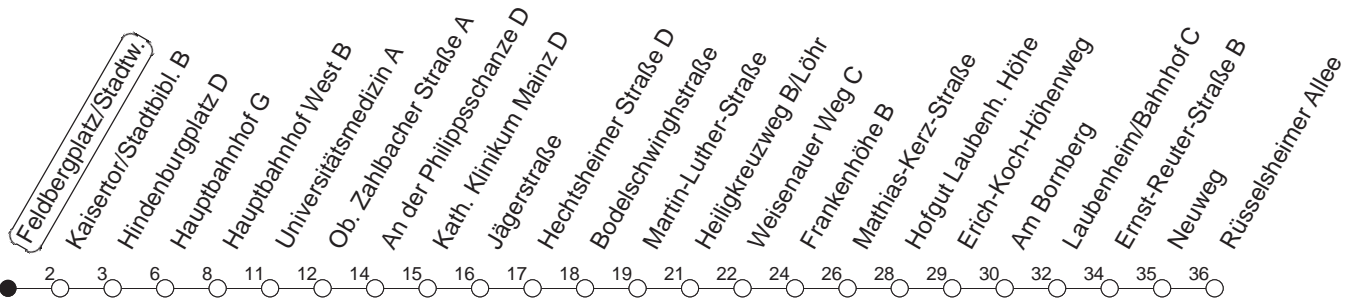 Feldbergplatz/Stadtw.
Kaisertor/Stadtbibl. B
Hindenburgplatz D
Hauptbahnhof G
Hauptbahnhof West B
Universitätsmedizin A
Ob. Zahlbacher Straße A
An der Philippsschanze D
Kath. Klinikum Mainz D
Jägerstraße
Hechtsheimer Straße D
Bodelschwinghstraße
Martin-Luther-Straße
Heiligkreuzweg B/Löhr
Weisenauer Weg C
Frankenhöhe B
Mathias-Kerz-Straße
Hofgut Laubenh. Höhe
Erich-Koch-Höhenweg
Am Bornberg
Laubenheim/Bahnhof C
Ernst-Reuter-Straße B
Neuweg
Rüsselsheimer Allee
2 3 6 8 11 12 14 15 16 17 18 19 21 22 24 26 28 29 30 32 34 35 36